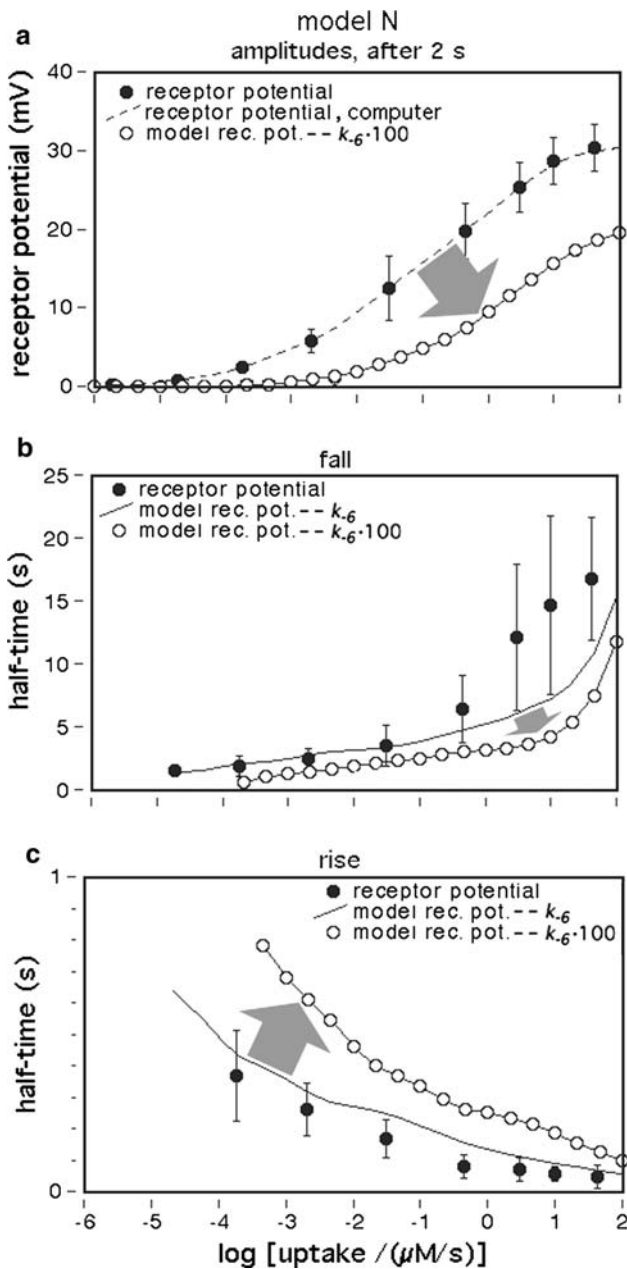 model N
a
amplitudes, after 2 s
receptor potential (mV)
40
30
20
10
0
receptor potential
receptor potential, computer
model rec. pot.-- k-6·100
b
fall
half-time (s)
25
20
15
10
5
0
receptor potential
model rec. pot.-- k-6
model rec. pot.-- k-6·100
c
rise
half-time (s)
1
0
receptor potential
model rec. pot.-- k-6
model rec. pot.-- k-6·100
-6 -5 -4 -3 -2 -1 0 1 2
log [uptake /(μM/s)]